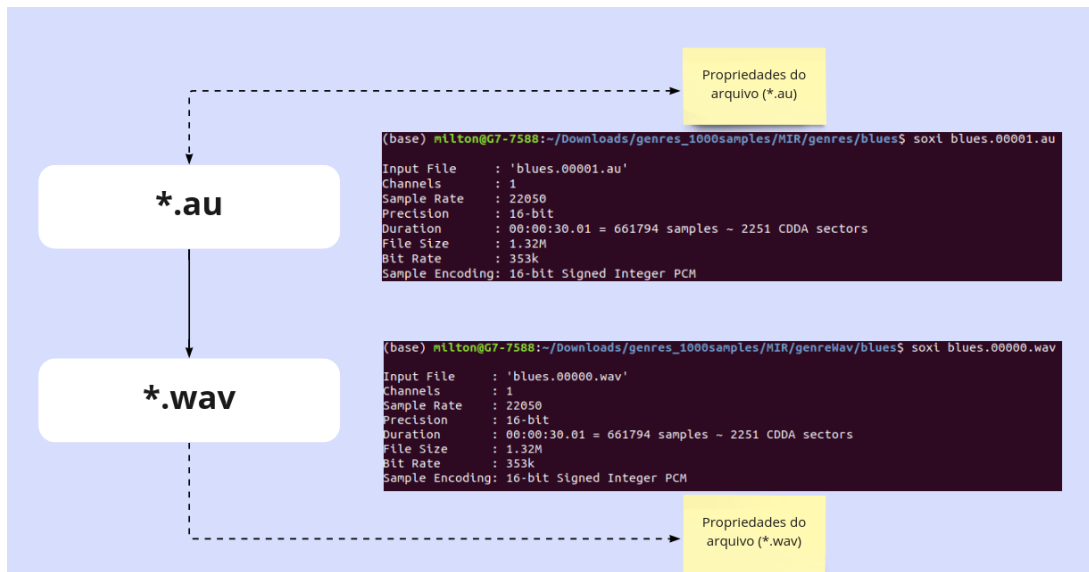 Propriedades do
arquivo (*.au)
(base) milton@G7-7588:~/Downloads/genres_1000samples/MIR/genres/blues$ soxi blues.00001.au
Input File     : 'blues.00001.au'
Channels       : 1
Sample Rate    : 22050
Precision      : 16-bit
Duration       : 00:00:30.01 = 661794 samples ~ 2251 CDDA sectors
File Size      : 1.32M
Bit Rate       : 353k
Sample Encoding: 16-bit Signed Integer PCM
*.au
(base) milton@G7-7588:~/Downloads/genres_1000samples/MIR/genreWav/blues$ soxi blues.00000.wav
Input File     : 'blues.00000.wav'
Channels       : 1
Sample Rate    : 22050
Precision      : 16-bit
Duration       : 00:00:30.01 = 661794 samples ~ 2251 CDDA sectors
File Size      : 1.32M
Bit Rate       : 353k
Sample Encoding: 16-bit Signed Integer PCM
*.wav
Propriedades do
arquivo (*.wav)